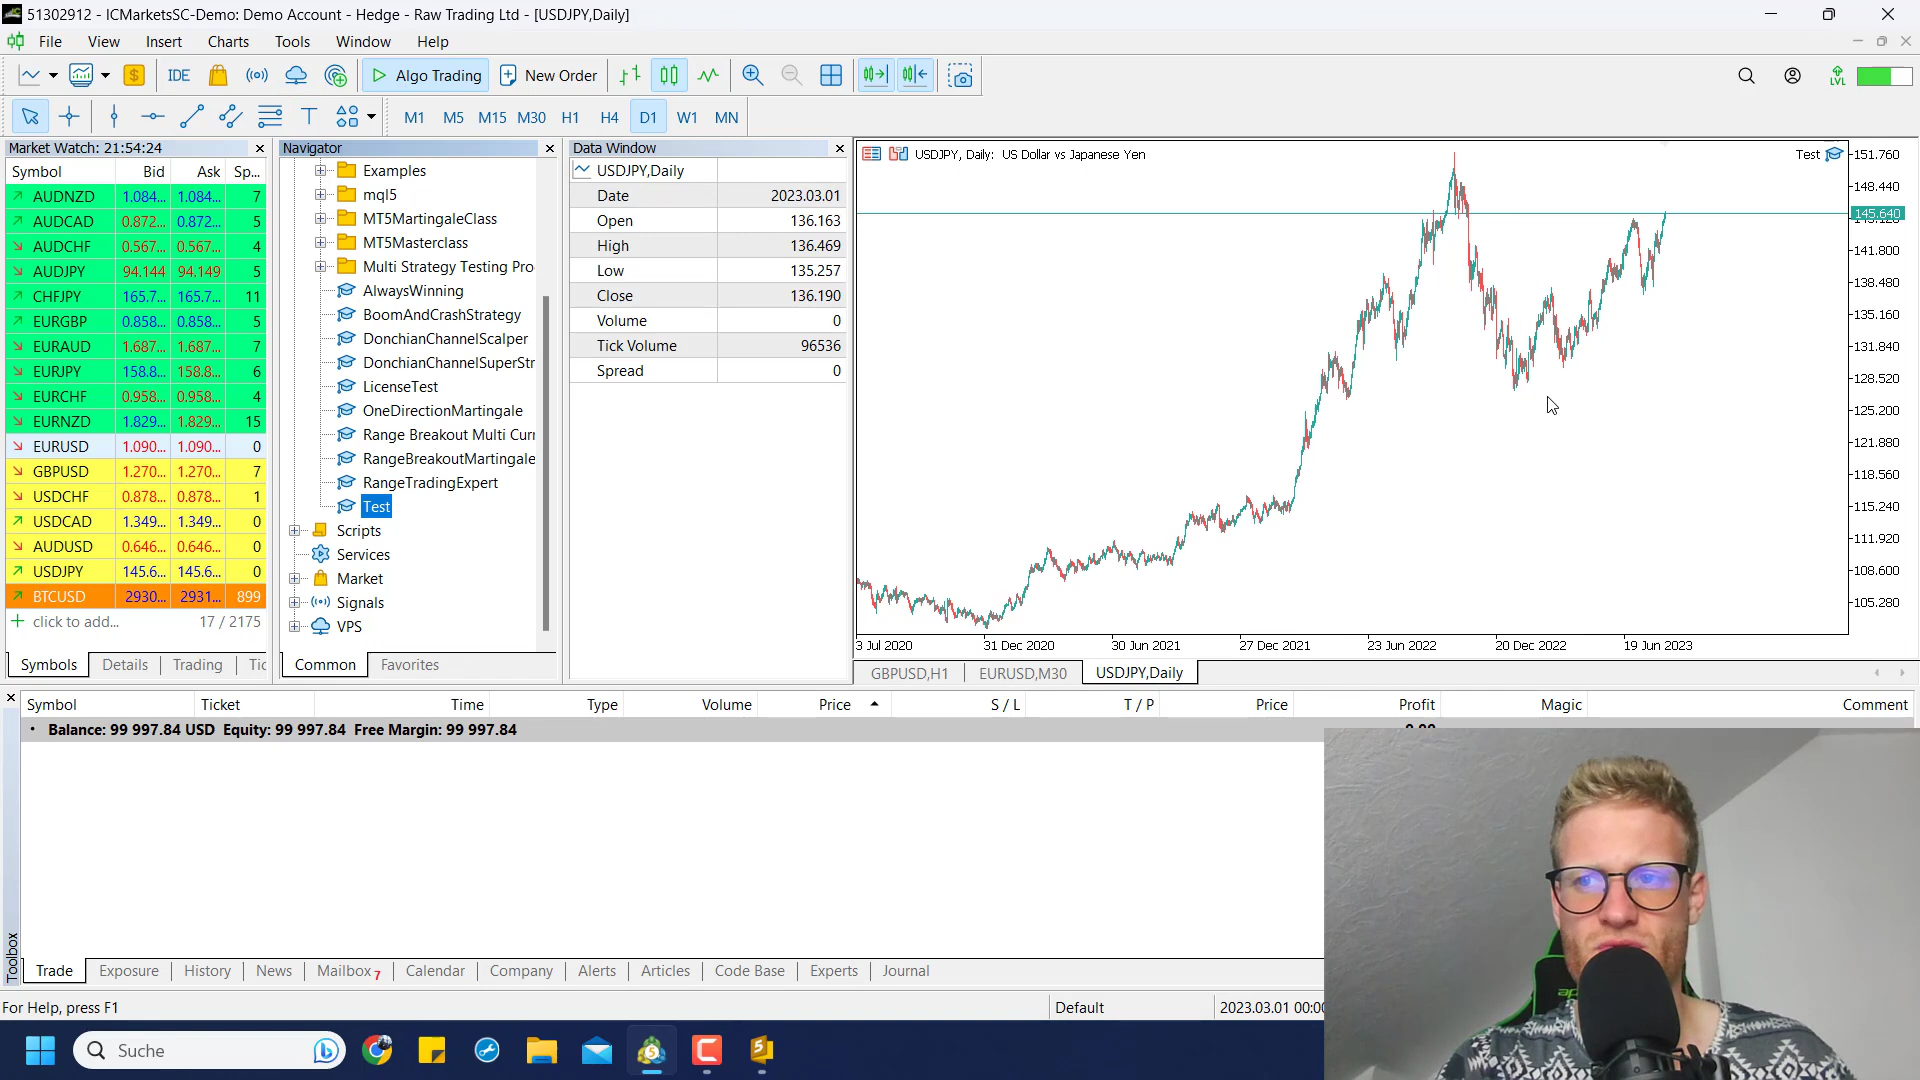 51302912 - ICMarketsSC-Demo: Demo Account - Hedge - Raw Trading Ltd - [USDJPY,Daily]
File View Insert Charts Tools Window Help
IDE Algo Trading New Order LVL
M1 M5 M15 M30 H1 H4 D1 W1 MN
Market Watch: 21:54:24
Symbol Bid Ask Sp...
AUDNZD 1.084... 1.084... 7
AUDCAD 0.872... 0.872... 5
AUDCHF 0.567... 0.567... 4
AUDJPY 94.144 94.149 5
CHFJPY 165.7... 165.7... 11
EURGBP 0.858... 0.858... 5
EURAUD 1.687... 1.687... 7
EURJPY 158.8... 158.8... 6
EURCHF 0.958... 0.958... 4
EURNZD 1.829... 1.829... 15
EURUSD 1.090... 1.090... 0
GBPUSD 1.270... 1.270... 7
USDCHF 0.878... 0.878... 1
USDCAD 1.349... 1.349... 0
AUDUSD 0.646... 0.646... 0
USDJPY 145.6... 145.6... 0
BTCUSD 2930... 2931... 899
click to add... 17 / 2175
Symbols Details Trading Tic
Navigator
Examples
mql5
MT5MartingaleClass
MT5Masterclass
Multi Strategy Testing Pro
AlwaysWinning
BoomAndCrashStrategy
DonchianChannelScalper
DonchianChannelSuperStr
LicenseTest
OneDirectionMartingale
Range Breakout Multi Curr
RangeBreakoutMartingale
RangeTradingExpert
Test
Scripts
Services
Market
Signals
VPS
Common Favorites
Data Window
USDJPY,Daily
Date 2023.03.01
Open 136.163
High 136.469
Low 135.257
Close 136.190
Volume 0
Tick Volume 96536
Spread 0
USDJPY, Daily: US Dollar vs Japanese Yen
Test
151.760
148.440
145.640
141.800
138.480
135.160
131.840
128.520
125.200
121.880
118.560
115.240
111.920
108.600
105.280
3 Jul 2020 31 Dec 2020 30 Jun 2021 27 Dec 2021 23 Jun 2022 20 Dec 2022 19 Jun 2023
GBPUSD,H1 EURUSD,M30 USDJPY,Daily
Symbol Ticket Time Type Volume Price S / L T / P Price Profit Magic Comment
Balance: 99 997.84 USD Equity: 99 997.84 Free Margin: 99 997.84
Toolbox
Trade Exposure History News Mailbox 7 Calendar Company Alerts Articles Code Base Experts Journal
For Help, press F1
Default
2023.03.01 00:00
Suche